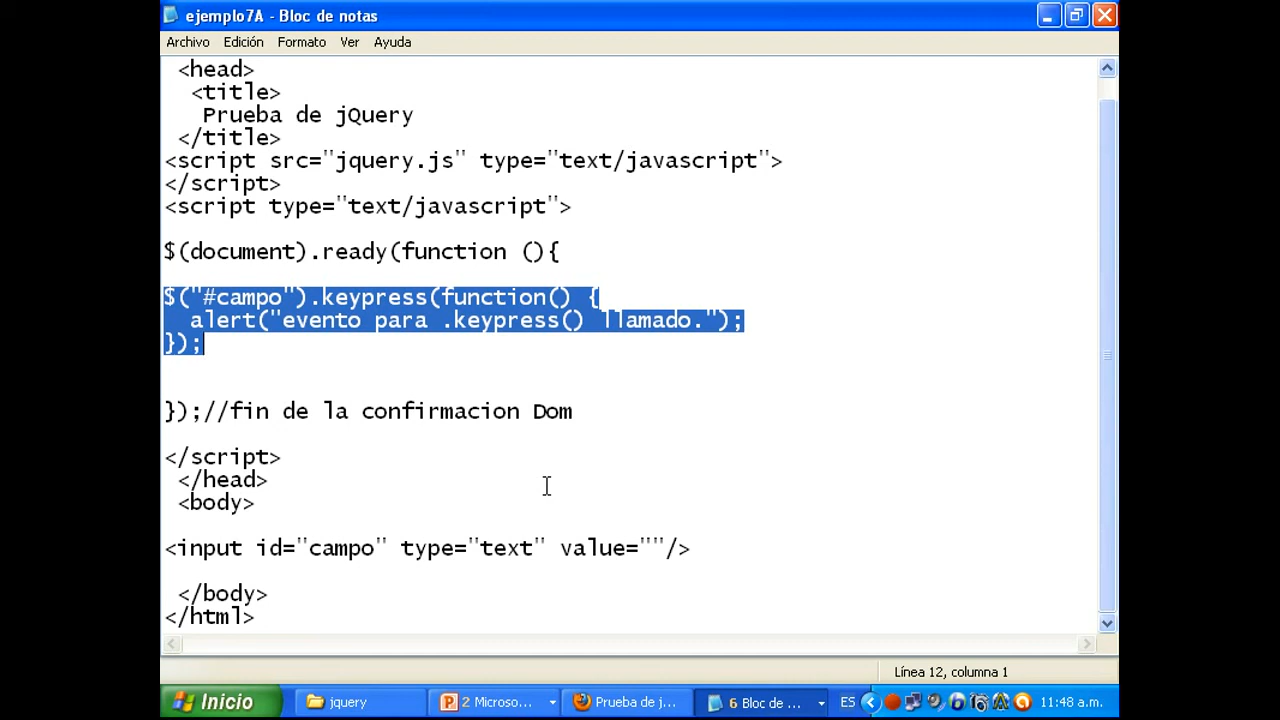 ejemplo7A - Bloc de notas
Archivo Edición Formato Ver Ayuda
<head>
<title>
Prueba de jQuery
</title>
<script src="jquery.js" type="text/javascript">
</script>
<script type="text/javascript">
$(document).ready(function (){
$("#campo").keypress(function() {
alert("evento para .keypress() llamado.");
});
});//fin de la confirmacion Dom
</script>
</head>
<body>
<input id="campo" type="text" value=""/>
</body>
</html>
Línea 12, columna 1
Inicio jquery 2 Microso... Prueba de j... 6 Bloc de ... ES 11:48 a.m.